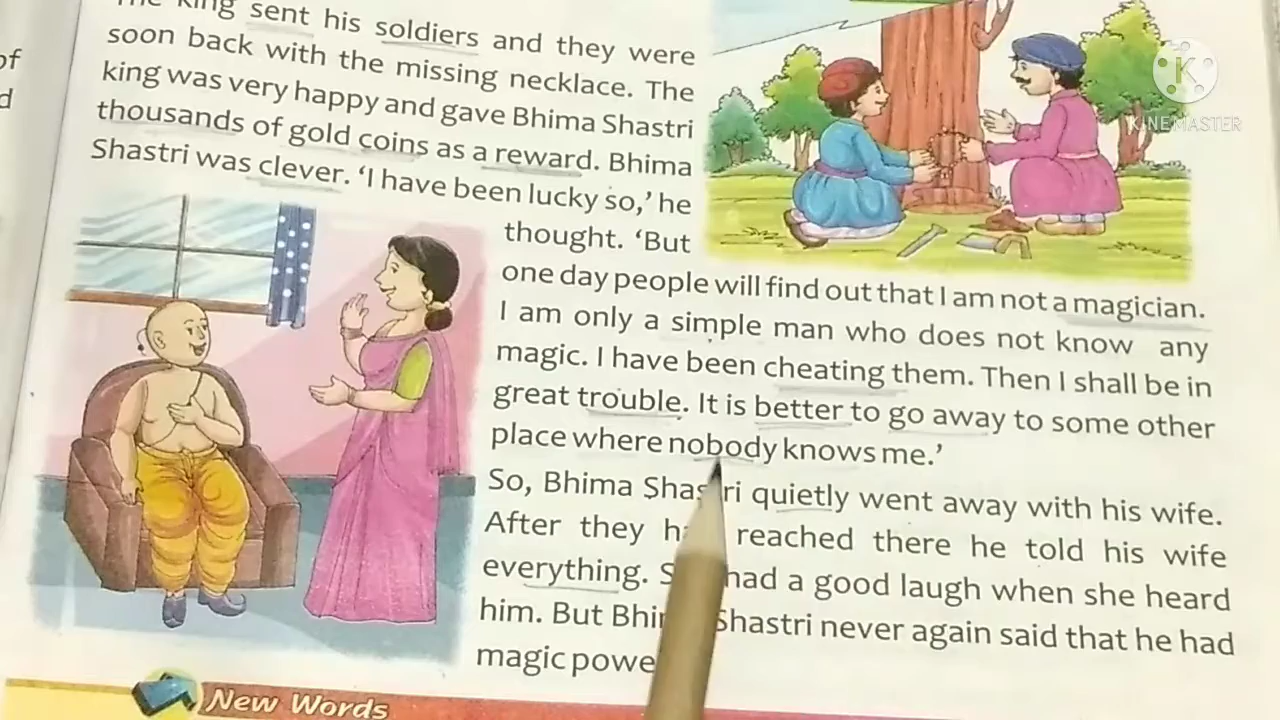 of
king sent his soldiers and they were
soon back with the missing necklace. The
king was very happy and gave Bhima Shastri
thousands of gold coins as a reward. Bhima
Shastri was clever. ‘I have been lucky so,’ he
thought. ‘But
one day people will find out that I am not a magician.
I am only a simple man who does not know any
magic. I have been cheating them. Then I shall be in
great trouble. It is better to go away to some other
place where nobody knows me.’
So, Bhima Shastri quietly went away with his wife.
After they reached there he told his wife
everything. had a good laugh when she heard
him. But Shastri never again said that he had
magic
New Words
K
KINEMASTER